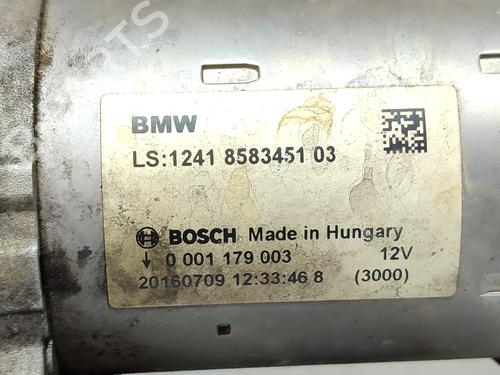 BMW
LS:1241 8583451 03
BOSCH Made in Hungary
0 001 179 003 12V
20160709 12:33:46 8 (3000)